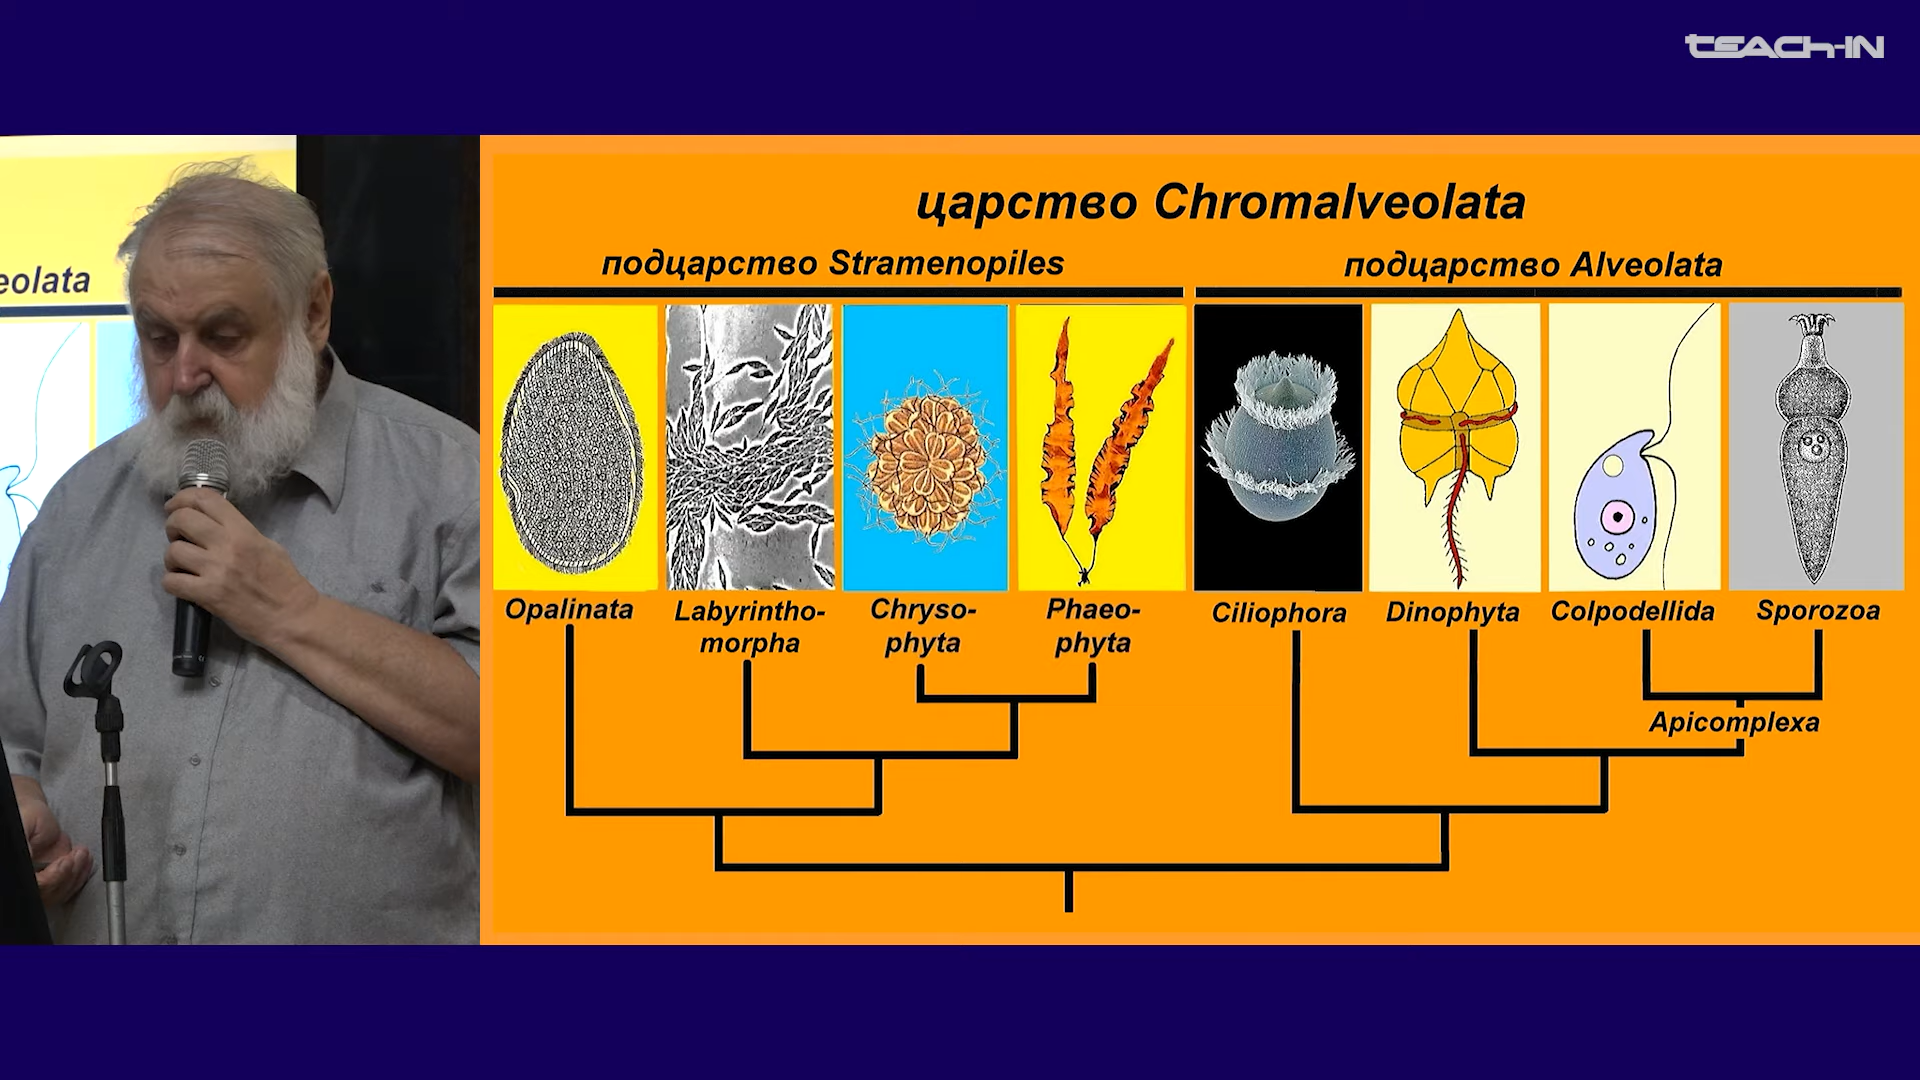 teach-in
царство Chromalveolata
подцарство Stramenopiles
подцарство Alveolata
eolata
Opalinata
Labyrintho-
morpha
Chryso-
phyta
Phaeo-
phyta
Ciliophora
Dinophyta
Colpodellida
Sporozoa
Apicomplexa